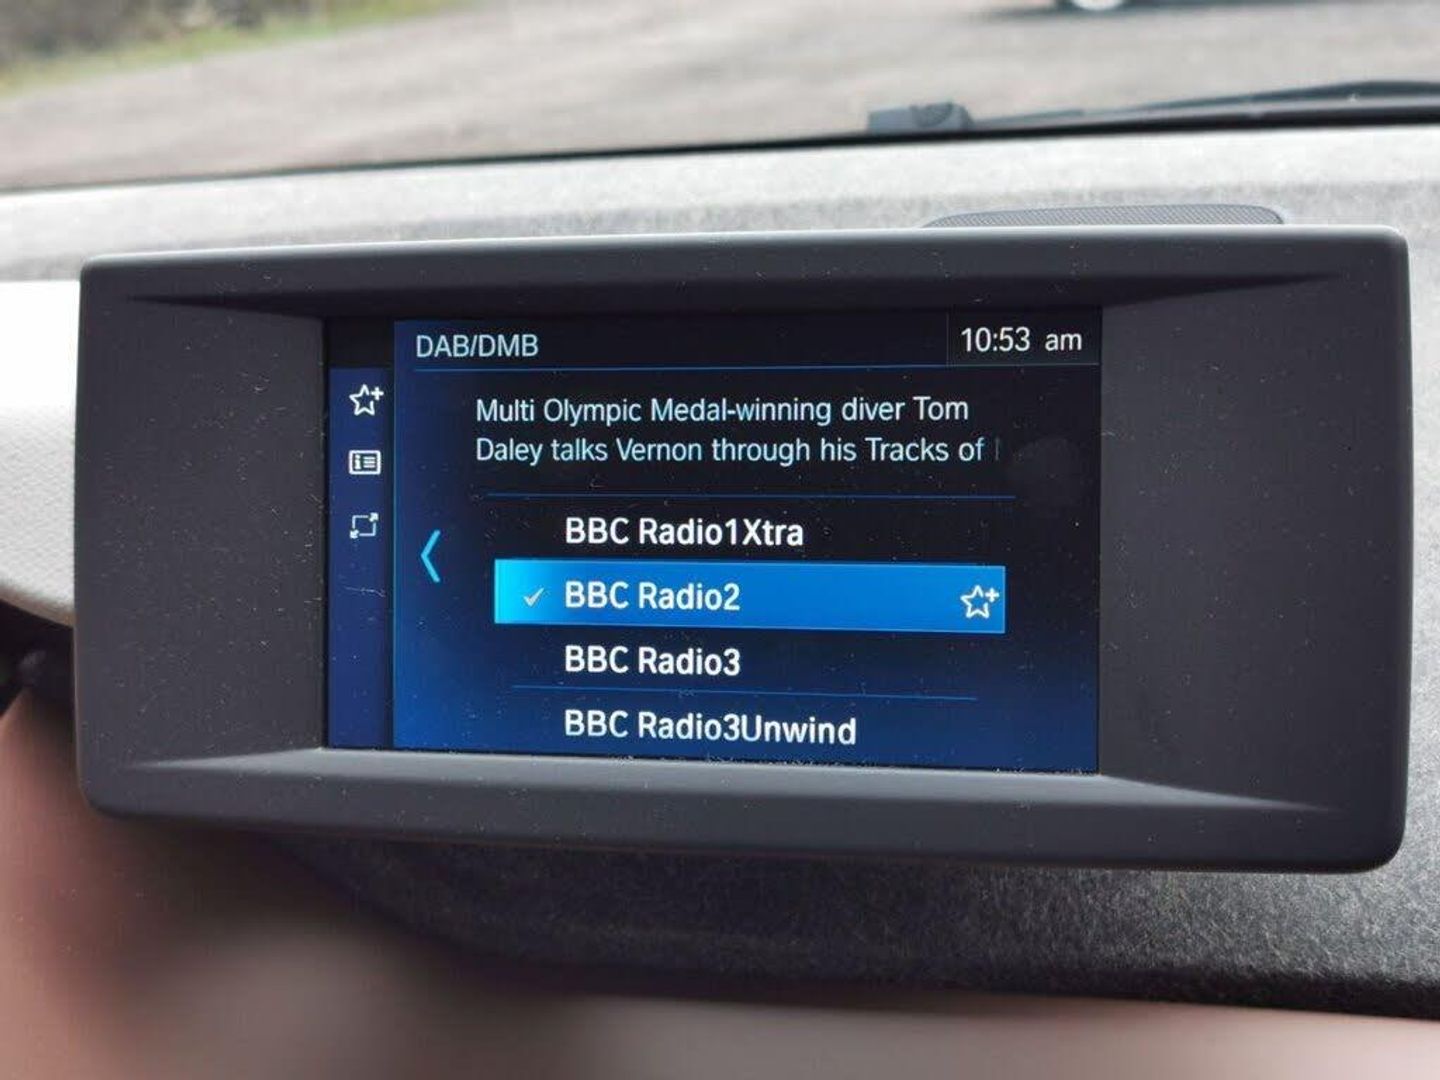 DAB/DMB
10:53 am
Multi Olympic Medal-winning diver Tom
Daley talks Vernon through his Tracks of
BBC Radio1Xtra
BBC Radio2
BBC Radio3
BBC Radio3Unwind